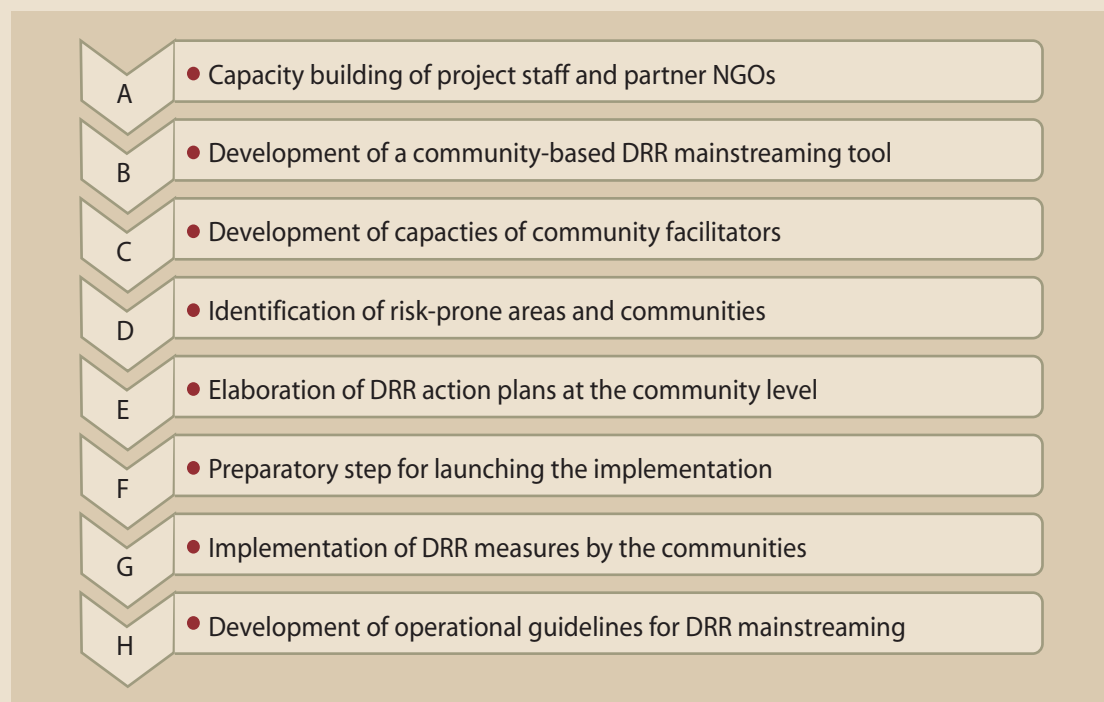 A
• Capacity building of project staff and partner NGOs
B
• Development of a community-based DRR mainstreaming tool
C
• Development of capacties of community facilitators
D
• Identification of risk-prone areas and communities
E
• Elaboration of DRR action plans at the community level
F
• Preparatory step for launching the implementation
G
• Implementation of DRR measures by the communities
H
• Development of operational guidelines for DRR mainstreaming